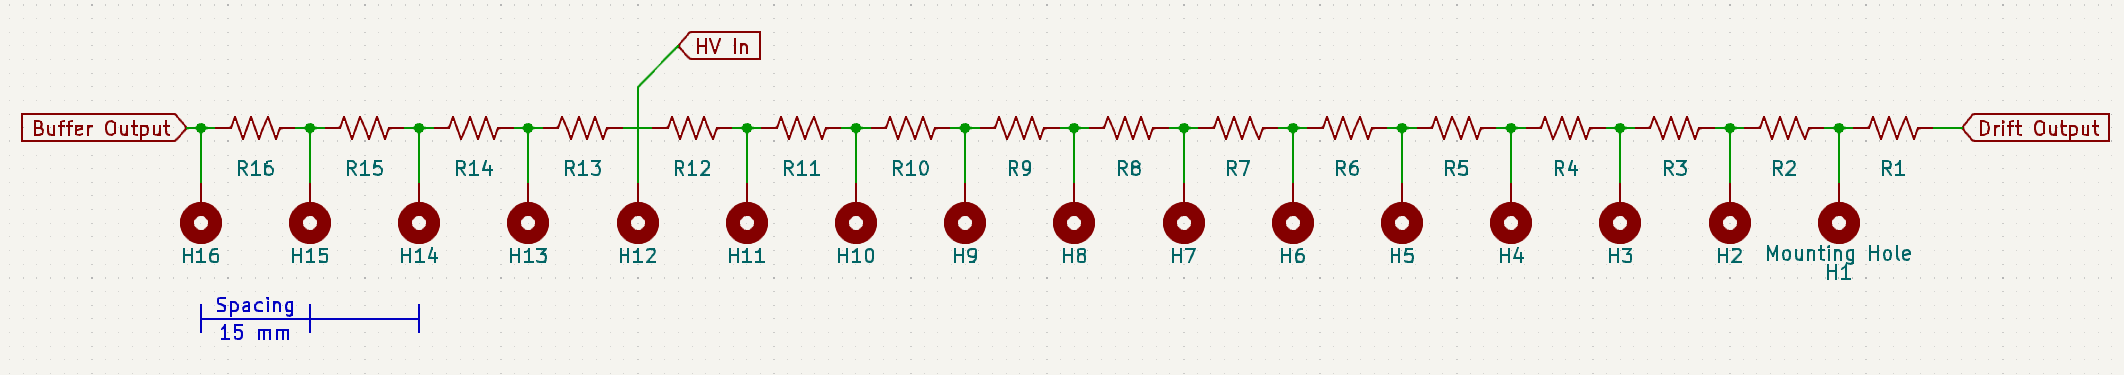 HV In
Buffer Output
Drift Output
R16 R15 R14 R13 R12 R11 R10 R9 R8 R7 R6 R5 R4 R3 R2 R1
H16 H15 H14 H13 H12 H11 H10 H9 H8 H7 H6 H5 H4 H3 H2 Mounting Hole
H1
Spacing
15 mm